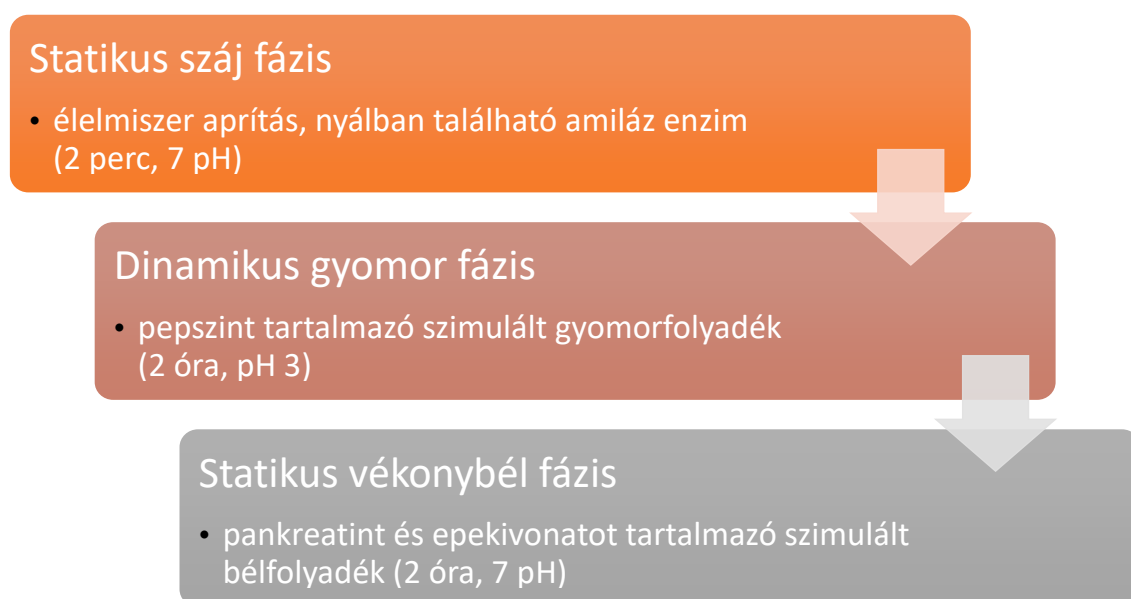 Statikus száj fázis
• élelmiszer aprítás, nyálban található amiláz enzim
(2 perc, 7 pH)
Dinamikus gyomor fázis
• pepszint tartalmazó szimulált gyomorfolyadék
(2 óra, pH 3)
Statikus vékonybél fázis
• pankreatint és epekivonatot tartalmazó szimulált
bélfolyadék (2 óra, 7 pH)